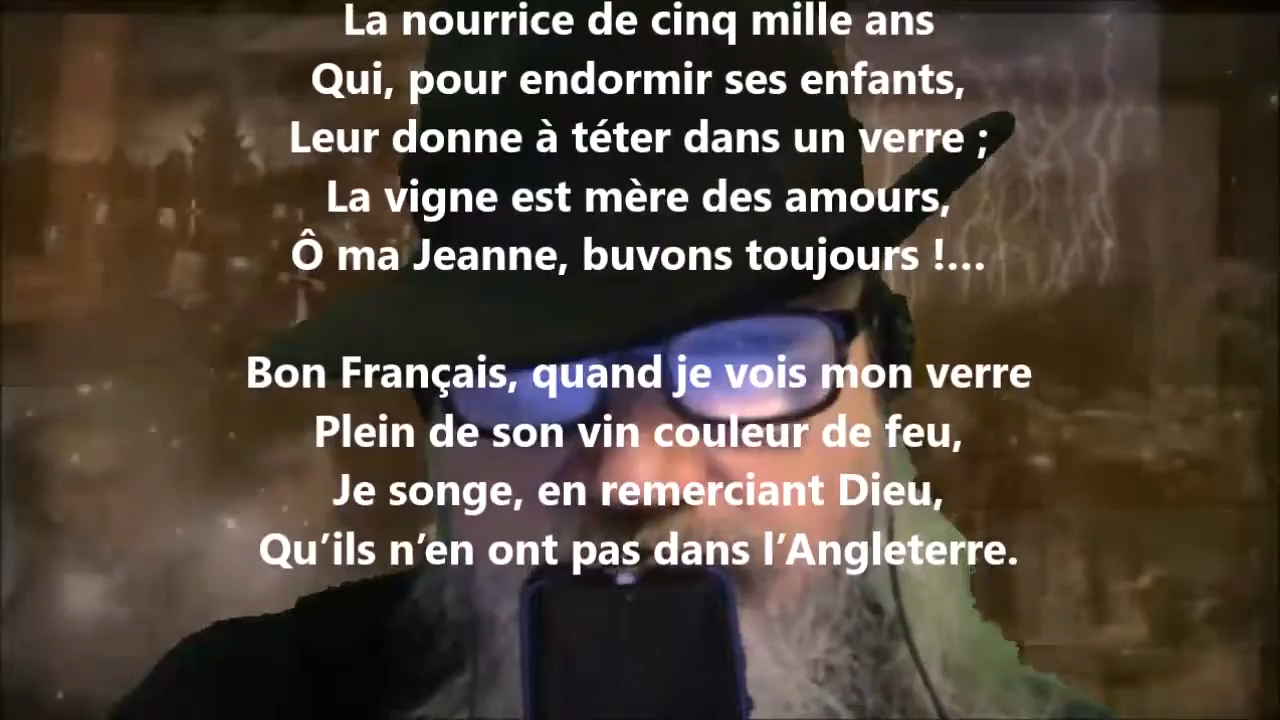 La nourrice de cinq mille ans
Qui, pour endormir ses enfants,
Leur donne à téter dans un verre ;
La vigne est mère des amours,
Ô ma Jeanne, buvons toujours !...
Bon Français, quand je vois mon verre
Plein de son vin couleur de feu,
Je songe, en remerciant Dieu,
Qu’ils n’en ont pas dans l’Angleterre.